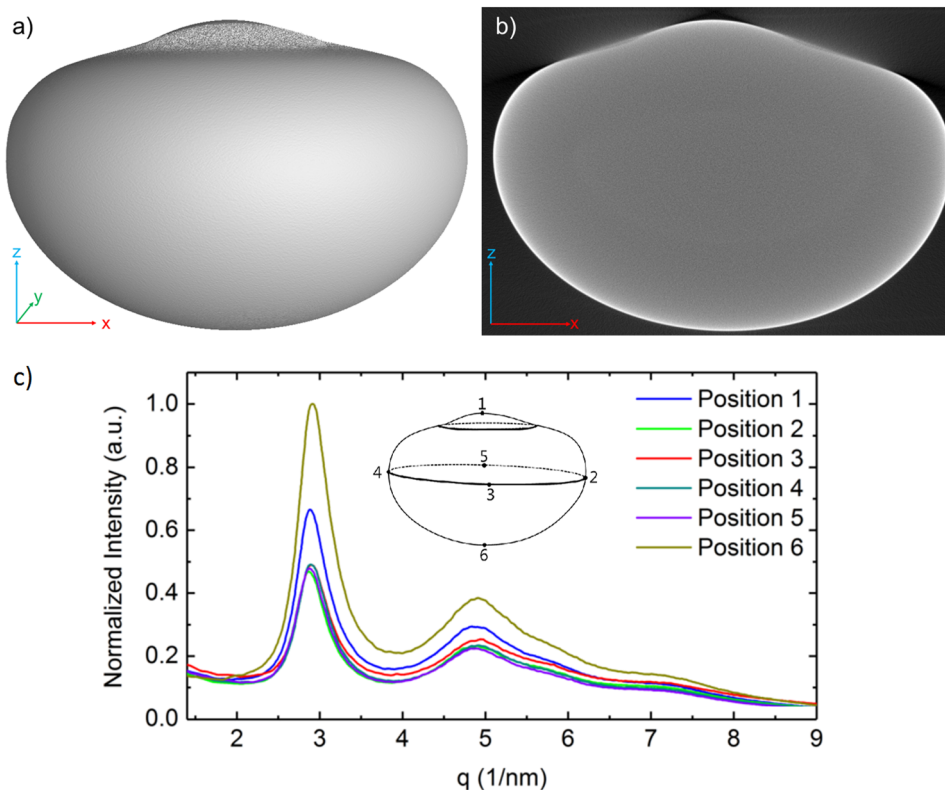 a)
z
y
x
b)
z
x
c)
Normalized Intensity (a.u.)
1.0
0.8
0.6
0.4
0.2
0.0
2
3
4
5
6
7
8
9
q (1/nm)
1
5
4
2
3
6
Position 1
Position 2
Position 3
Position 4
Position 5
Position 6